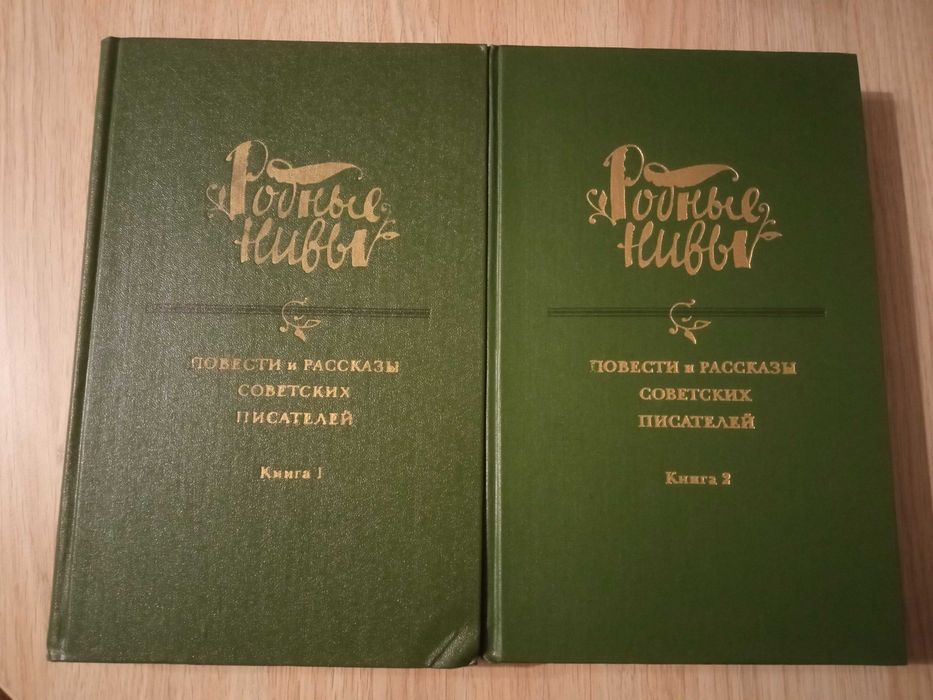 Родные
нивы
ПОВЕСТИ и РАССКАЗЫ
СОВЕТСКИХ
ПИСАТЕЛЕЙ
Книга 1
Родные
нивы
ПОВЕСТИ и РАССКАЗЫ
СОВЕТСКИХ
ПИСАТЕЛЕЙ
Книга 2